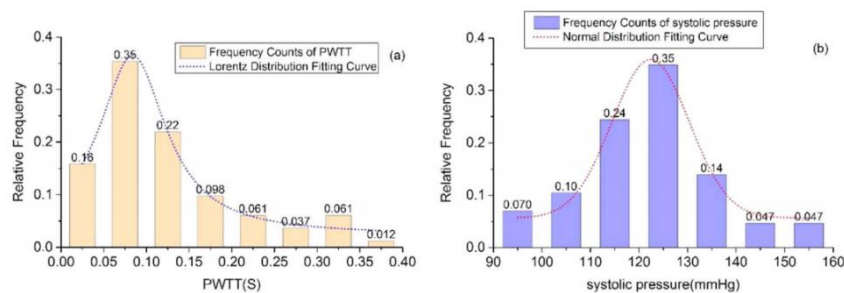 Frequency Counts of PWTT
Lorentz Distribution Fitting Curve
(a)
Relative Frequency
0.4
0.3
0.2
0.1
0.0
0.16
0.35
0.22
0.098
0.061
0.037
0.061
0.012
0.00 0.05 0.10 0.15 0.20 0.25 0.30 0.35 0.40
PWTT(S)
Frequency Counts of systolic pressure
Normal Distribution Fitting Curve
(b)
Relative Frequency
0.4
0.3
0.2
0.1
0.0
0.070
0.10
0.24
0.35
0.14
0.047
0.047
90 100 110 120 130 140 150 160
systolic pressure(mmHg)